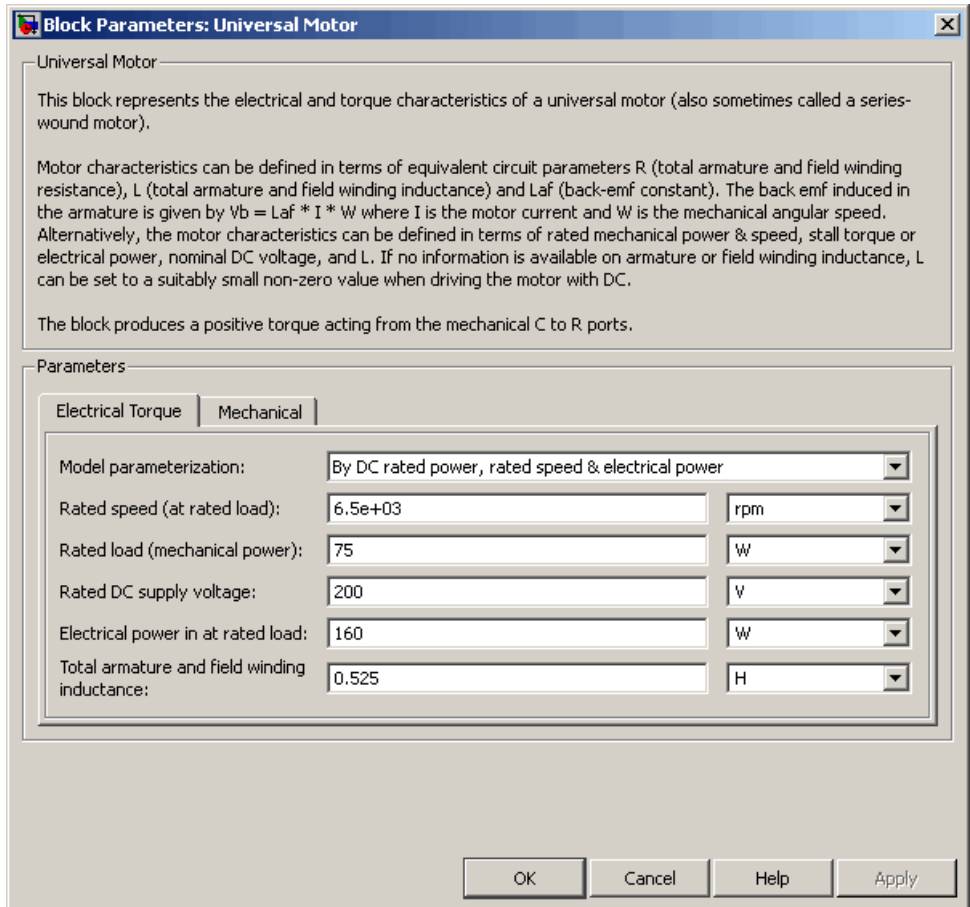 Block Parameters: Universal Motor
Universal Motor
This block represents the electrical and torque characteristics of a universal motor (also sometimes called a series-
wound motor).
Motor characteristics can be defined in terms of equivalent circuit parameters R (total armature and field winding
resistance), L (total armature and field winding inductance) and Laf (back-emf constant). The back emf induced in
the armature is given by Vb = Laf * I * W where I is the motor current and W is the mechanical angular speed.
Alternatively, the motor characteristics can be defined in terms of rated mechanical power & speed, stall torque or
electrical power, nominal DC voltage, and L. If no information is available on armature or field winding inductance, L
can be set to a suitably small non-zero value when driving the motor with DC.
The block produces a positive torque acting from the mechanical C to R ports.
Parameters
Electrical Torque Mechanical
Model parameterization: By DC rated power, rated speed & electrical power
Rated speed (at rated load): 6.5e+03 rpm
Rated load (mechanical power): 75 W
Rated DC supply voltage: 200 V
Electrical power in at rated load: 160 W
Total armature and field winding
inductance: 0.525 H
OK Cancel Help Apply